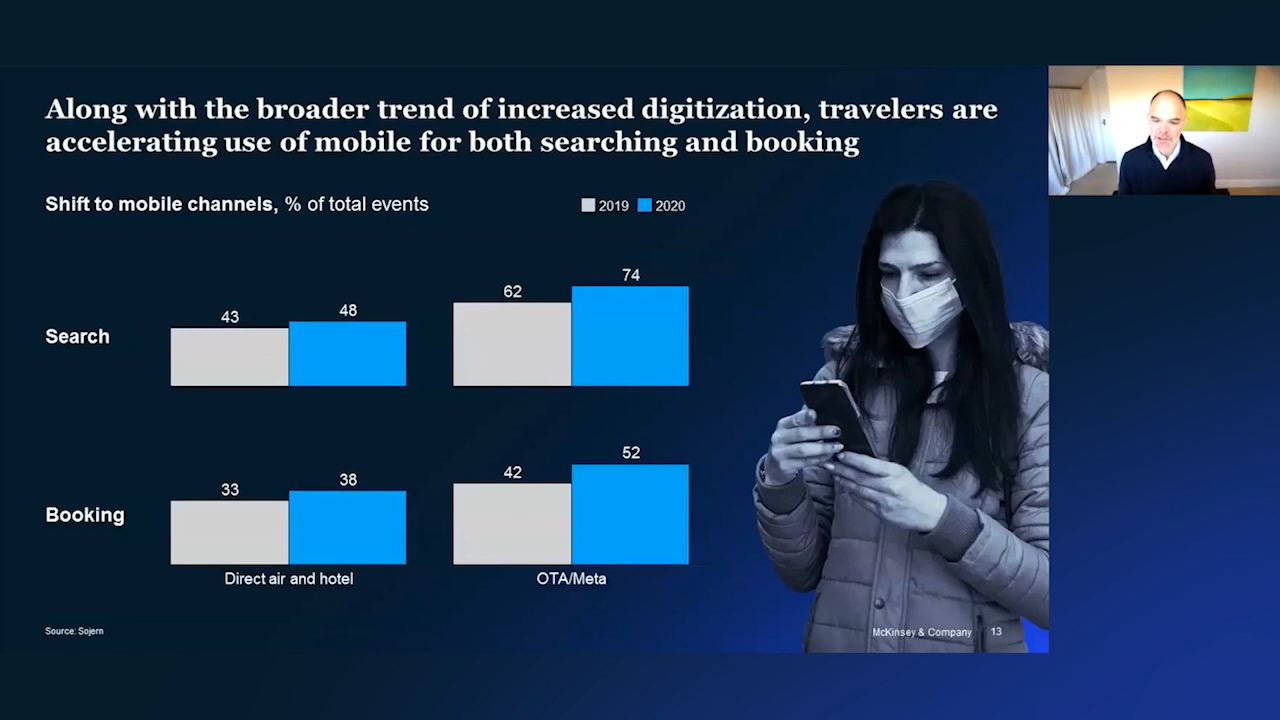 Along with the broader trend of increased digitization, travelers are
accelerating use of mobile for both searching and booking
Shift to mobile channels, % of total events
2019 2020
Search
43 48 62 74
Booking
33 38 42 52
Direct air and hotel OTA/Meta
Source: Sojern
McKinsey & Company 13